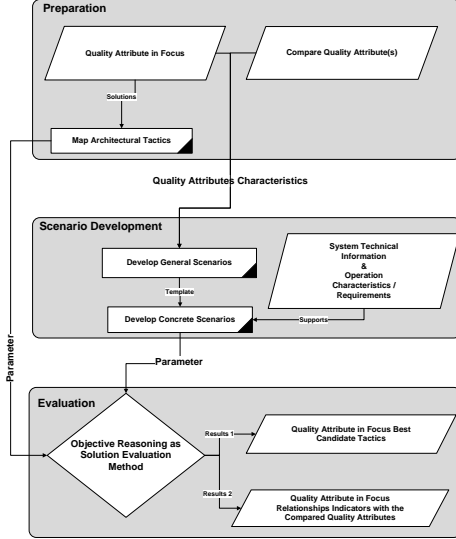 Preparation
Quality Attribute in Focus
Compare Quality Attribute(s)
Solutions
Map Architectural Tactics
Quality Attributes Characteristics
Scenario Development
Develop General Scenarios
System Technical
Information
&
Operation
Characteristics /
Requirements
Template
Develop Concrete Scenarios
Supports
Parameter
Parameter
Evaluation
Objective Reasoning as
Solution Evaluation
Method
Results 1
Quality Attribute in Focus Best
Candidate Tactics
Results 2
Quality Attribute in Focus
Relationships Indicators with the
Compared Quality Attributes